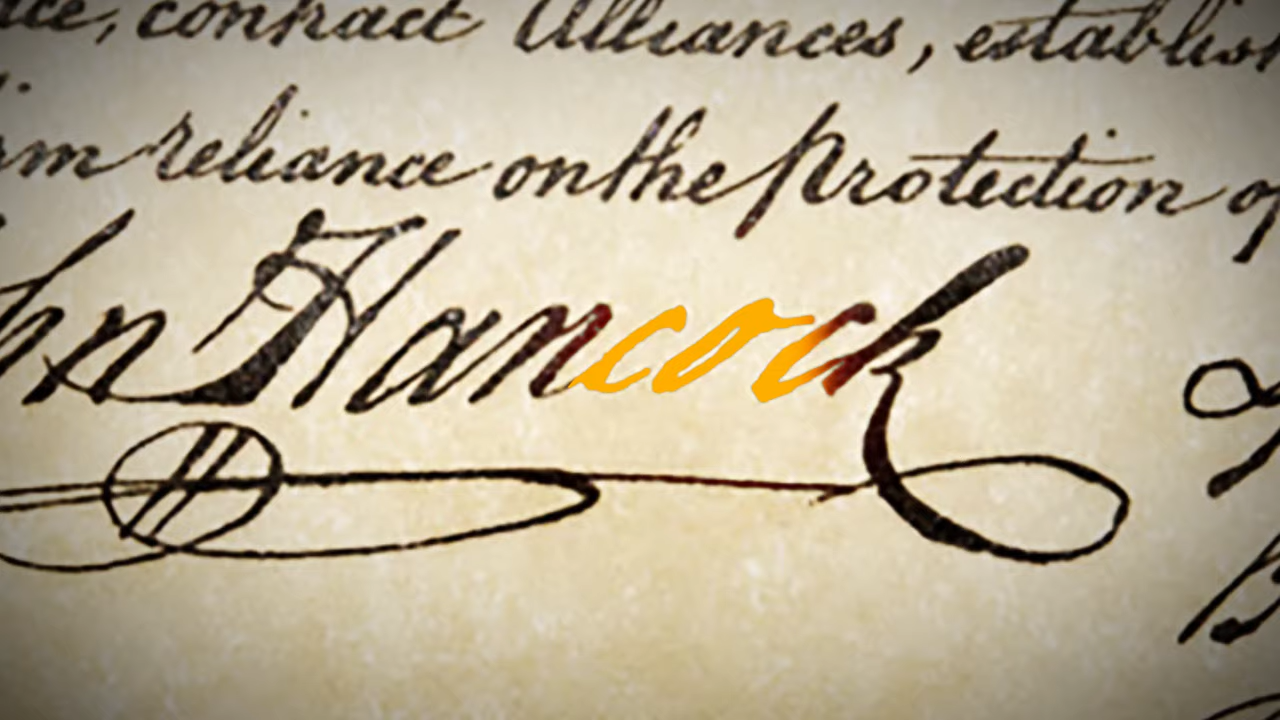 contract Alliances, establish
reliance on the Protection of
Hancock